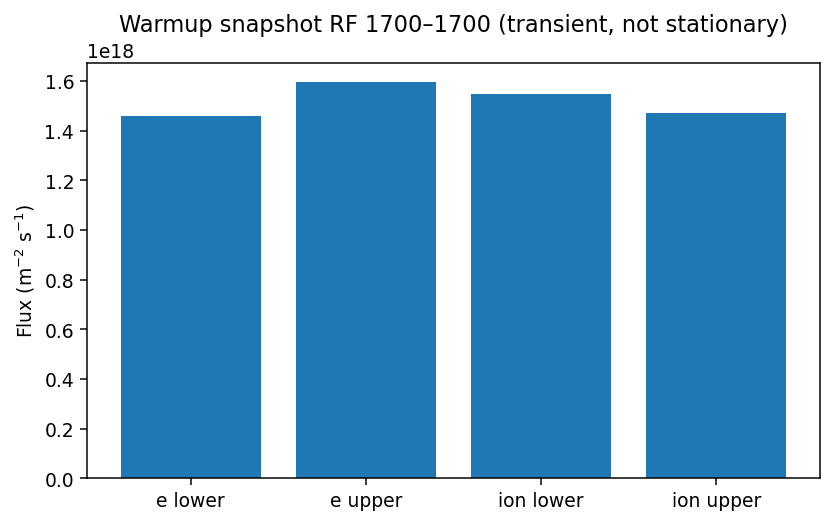 Warmup snapshot RF 1700–1700 (transient, not stationary)
1e18
1.6
1.4
1.2
1.0
0.8
0.6
0.4
0.2
0.0
Flux (m⁻² s⁻¹)
e lower
e upper
ion lower
ion upper